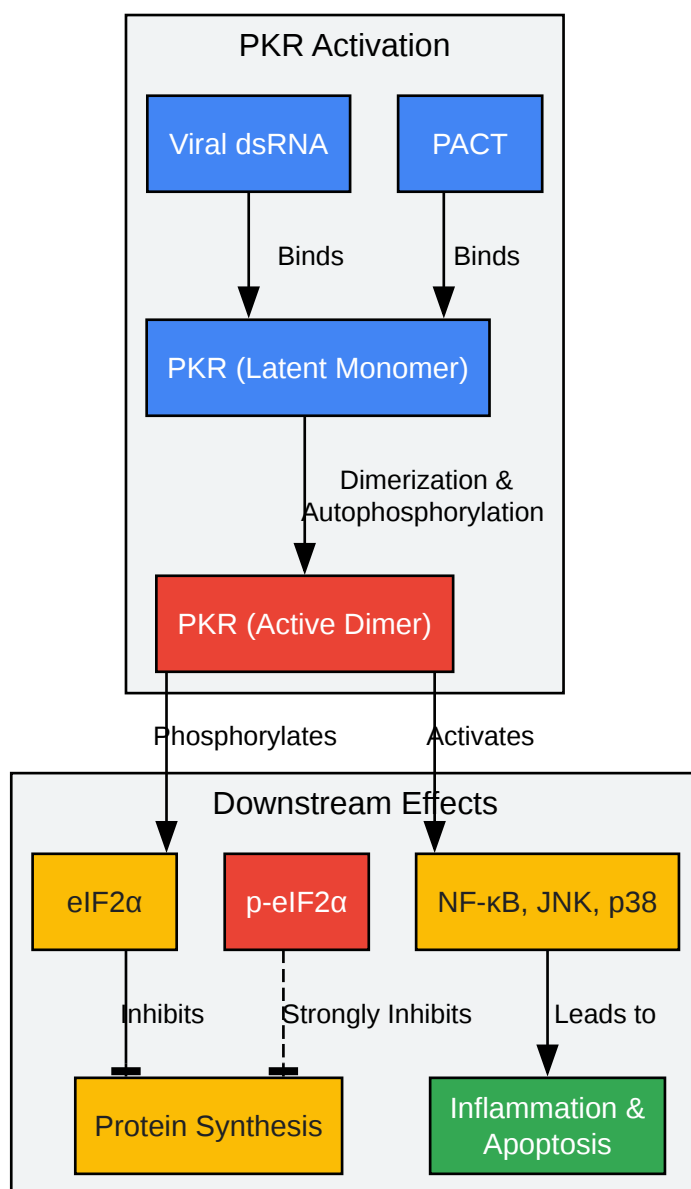 PKR Activation
Viral dsRNA
PACT
Binds
Binds
PKR (Latent Monomer)
Dimerization &
Autophosphorylation
PKR (Active Dimer)
Phosphorylates
Activates
Downstream Effects
eIF2α
p-eIF2α
NF-κB, JNK, p38
Inhibits
Strongly Inhibits
Leads to
Protein Synthesis
Inflammation &
Apoptosis